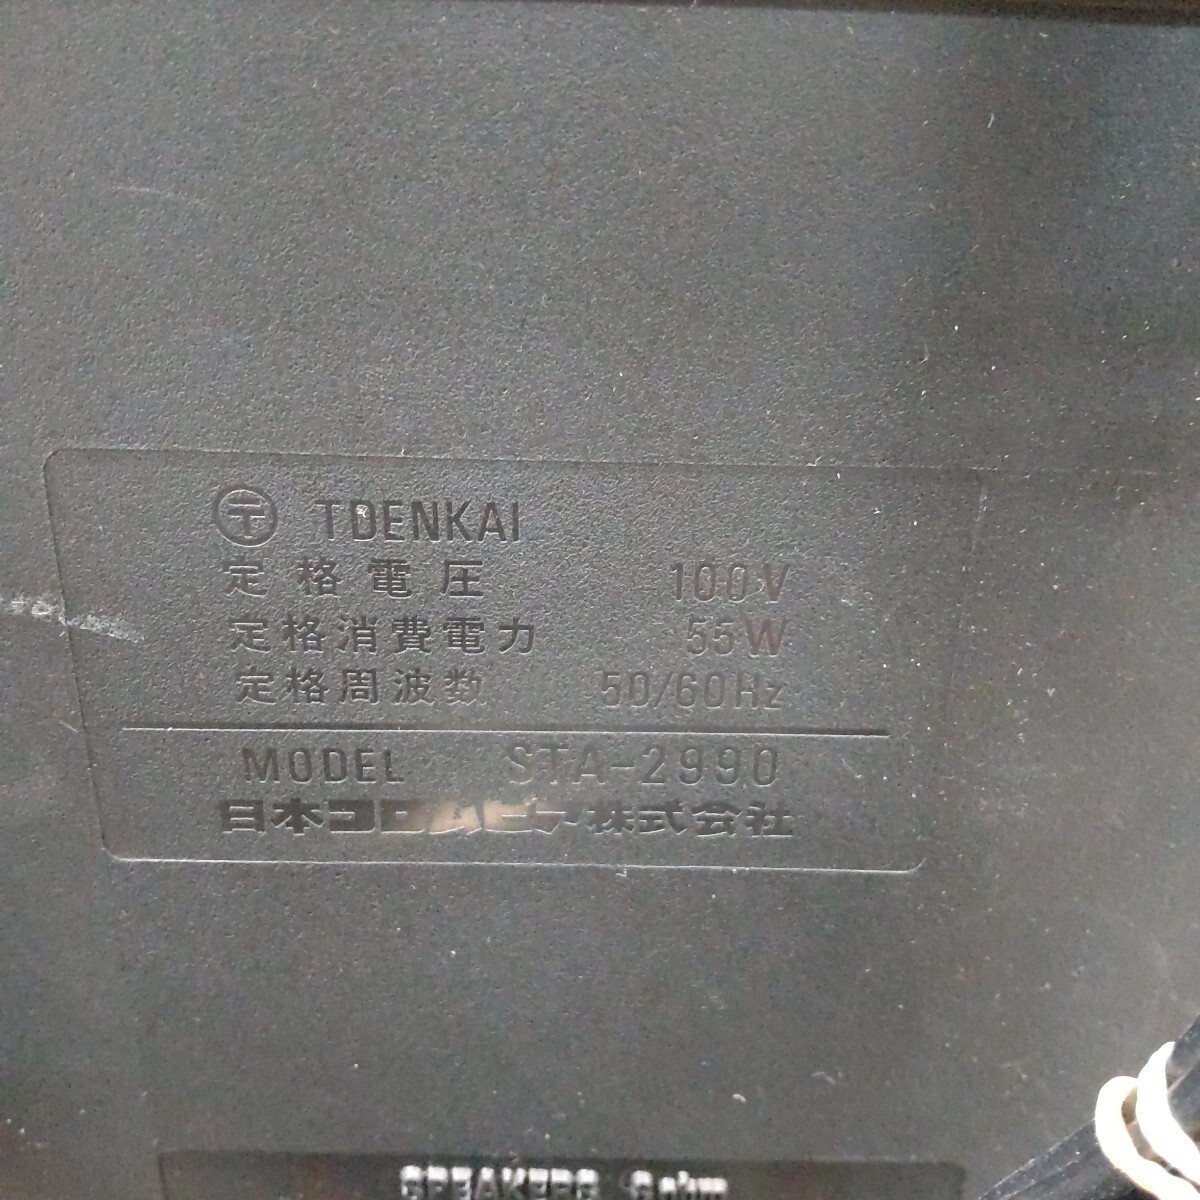 〒 TDENKAI
定格電圧 100V
定格消費電力 55W
定格周波数 50/60Hz
MODEL STA-2990
日本コロムビア株式会社
SPEAKERS